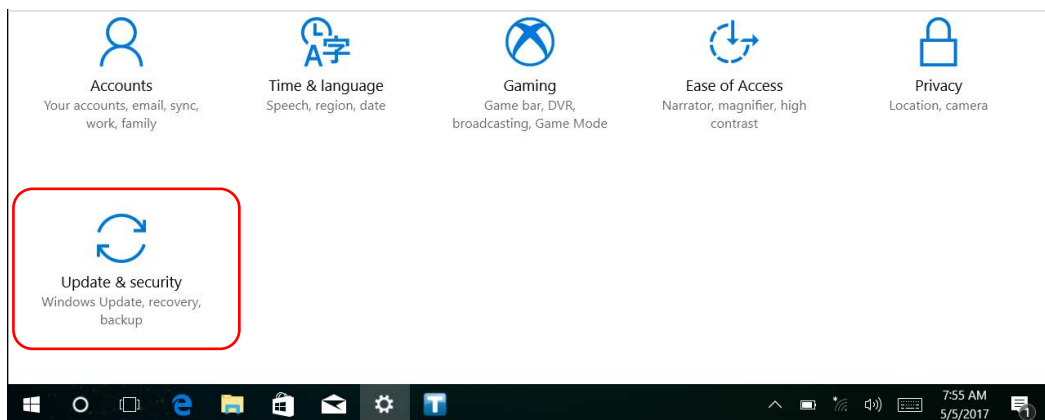 Accounts
Your accounts, email, sync,
work, family
Time & language
Speech, region, date
Gaming
Game bar, DVR,
broadcasting, Game Mode
Ease of Access
Narrator, magnifier, high
contrast
Privacy
Location, camera
Update & security
Windows Update, recovery,
backup
7:55 AM
5/5/2017
1